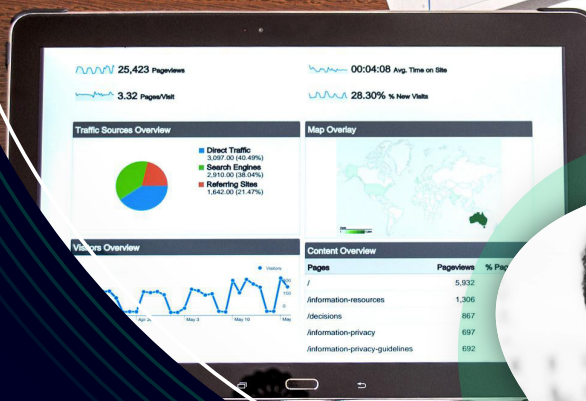 25,423 Pageviews
00:04:08 Avg. Time on Site
3.32 Pages/Visit
28.30% % New Visits
Traffic Sources Overview
Direct Traffic
3,097.00 (40.49%)
Search Engines
2,910.00 (38.04%)
Referring Sites
1,642.00 (21.47%)
Map Overlay
Visitors Overview
Visitors
150
0
May 3
May 10
May
Content Overview
Pages Pageviews
/ 5,932
/information-resources 1,306
/decisions 867
/information-privacy 697
/information-privacy-guidelines 692